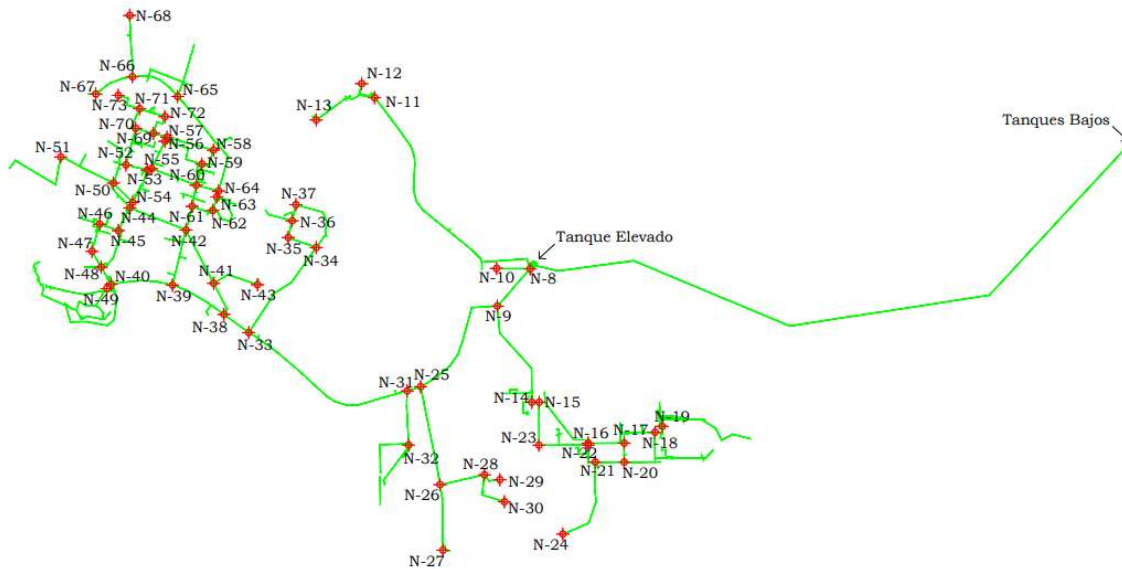 N-68
N-66
N-67
N-65
N-12
N-11
N-13
N-73
N-71
N-72
Tanques Bajos
N-70
N-57
N-69
N-56
N-58
N-51
N-52
N-55
N-59
N-53
N-60
N-50
N-64
N-54
N-63
N-37
N-44
N-61
N-62
N-46
N-36
N-45
N-42
Tanque Elevado
N-47
N-35
N-34
N-48
N-40
N-41
N-10
N-8
N-49
N-43
N-39
N-9
N-38
N-33
N-31
N-25
N-14
N-15
N-19
N-16
N-17
N-18
N-23
N-22
N-32
N-21
N-20
N-28
N-29
N-26
N-30
N-24
N-27